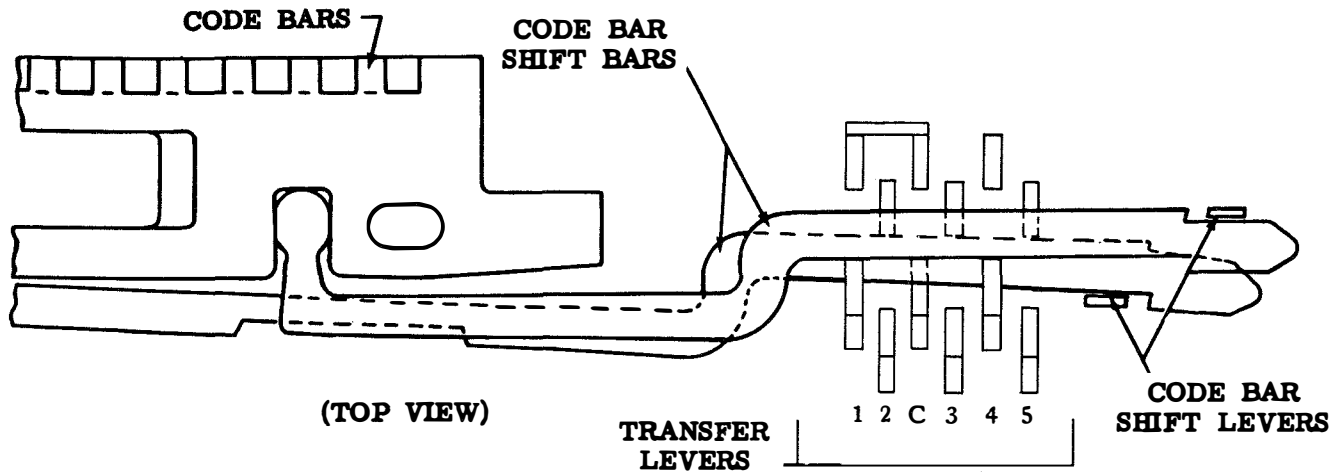 CODE BARS
CODE BAR
SHIFT BARS
(TOP VIEW)
1 2 C 3 4 5
TRANSFER
LEVERS
CODE BAR
SHIFT LEVERS